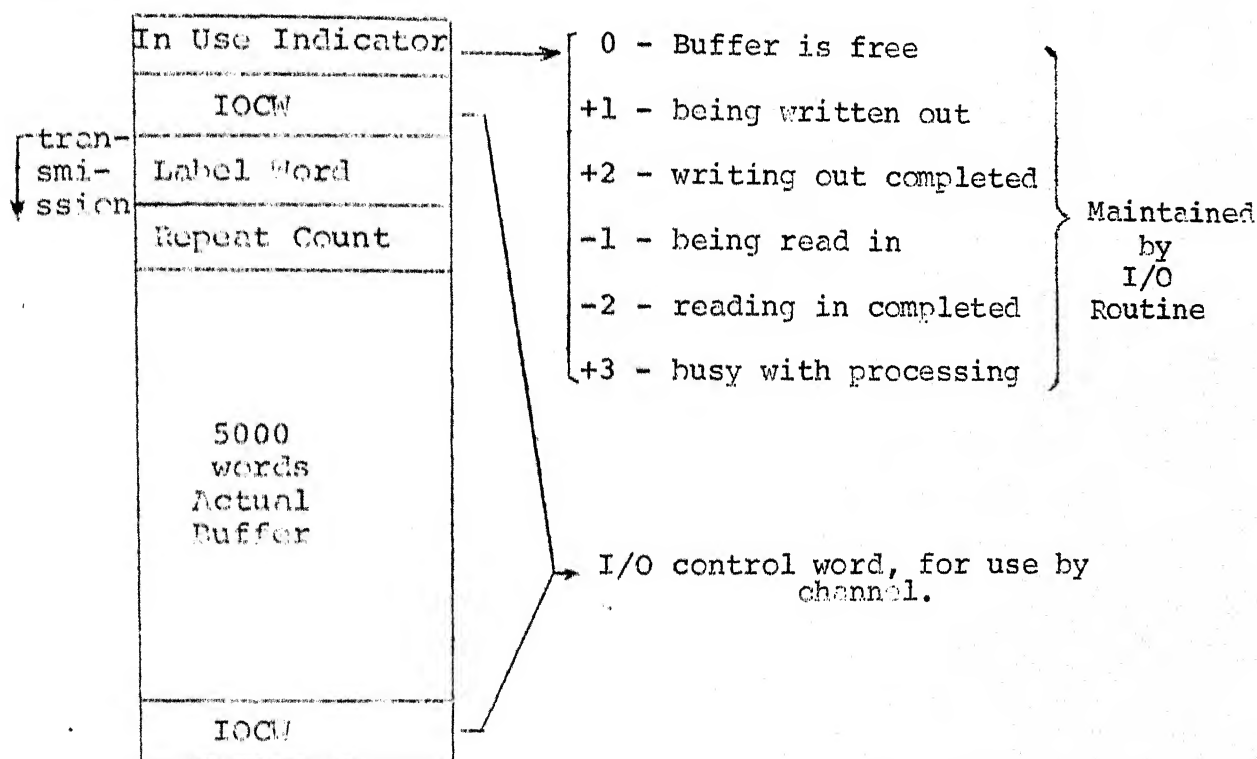 In Use Indicator
IOCW
tran-
smi-
ssion
Label Word
Repeat Count
5000
words
Actual
Buffer
IOCW
0 - Buffer is free
+1 - being written out
+2 - writing out completed
-1 - being read in
-2 - reading in completed
+3 - busy with processing
Maintained
by
I/O
Routine
I/O control word, for use by
channel.